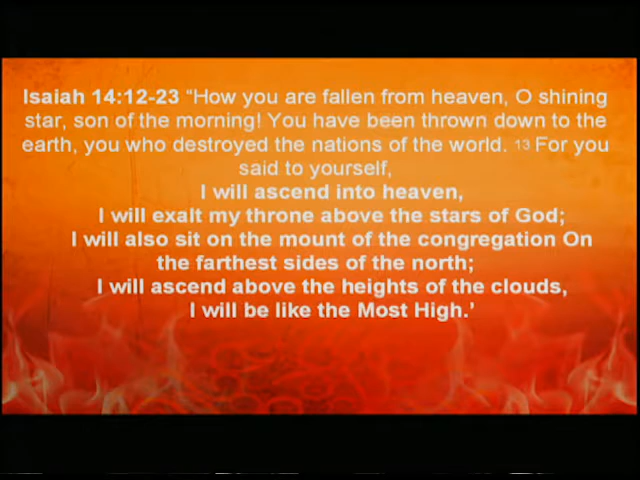 Isaiah 14:12-23 “How you are fallen from heaven, O shining
star, son of the morning! You have been thrown down to the
earth, you who destroyed the nations of the world. 13 For you
said to yourself,
I will ascend into heaven,
I will exalt my throne above the stars of God;
I will also sit on the mount of the congregation On
the farthest sides of the north;
I will ascend above the heights of the clouds,
I will be like the Most High.’